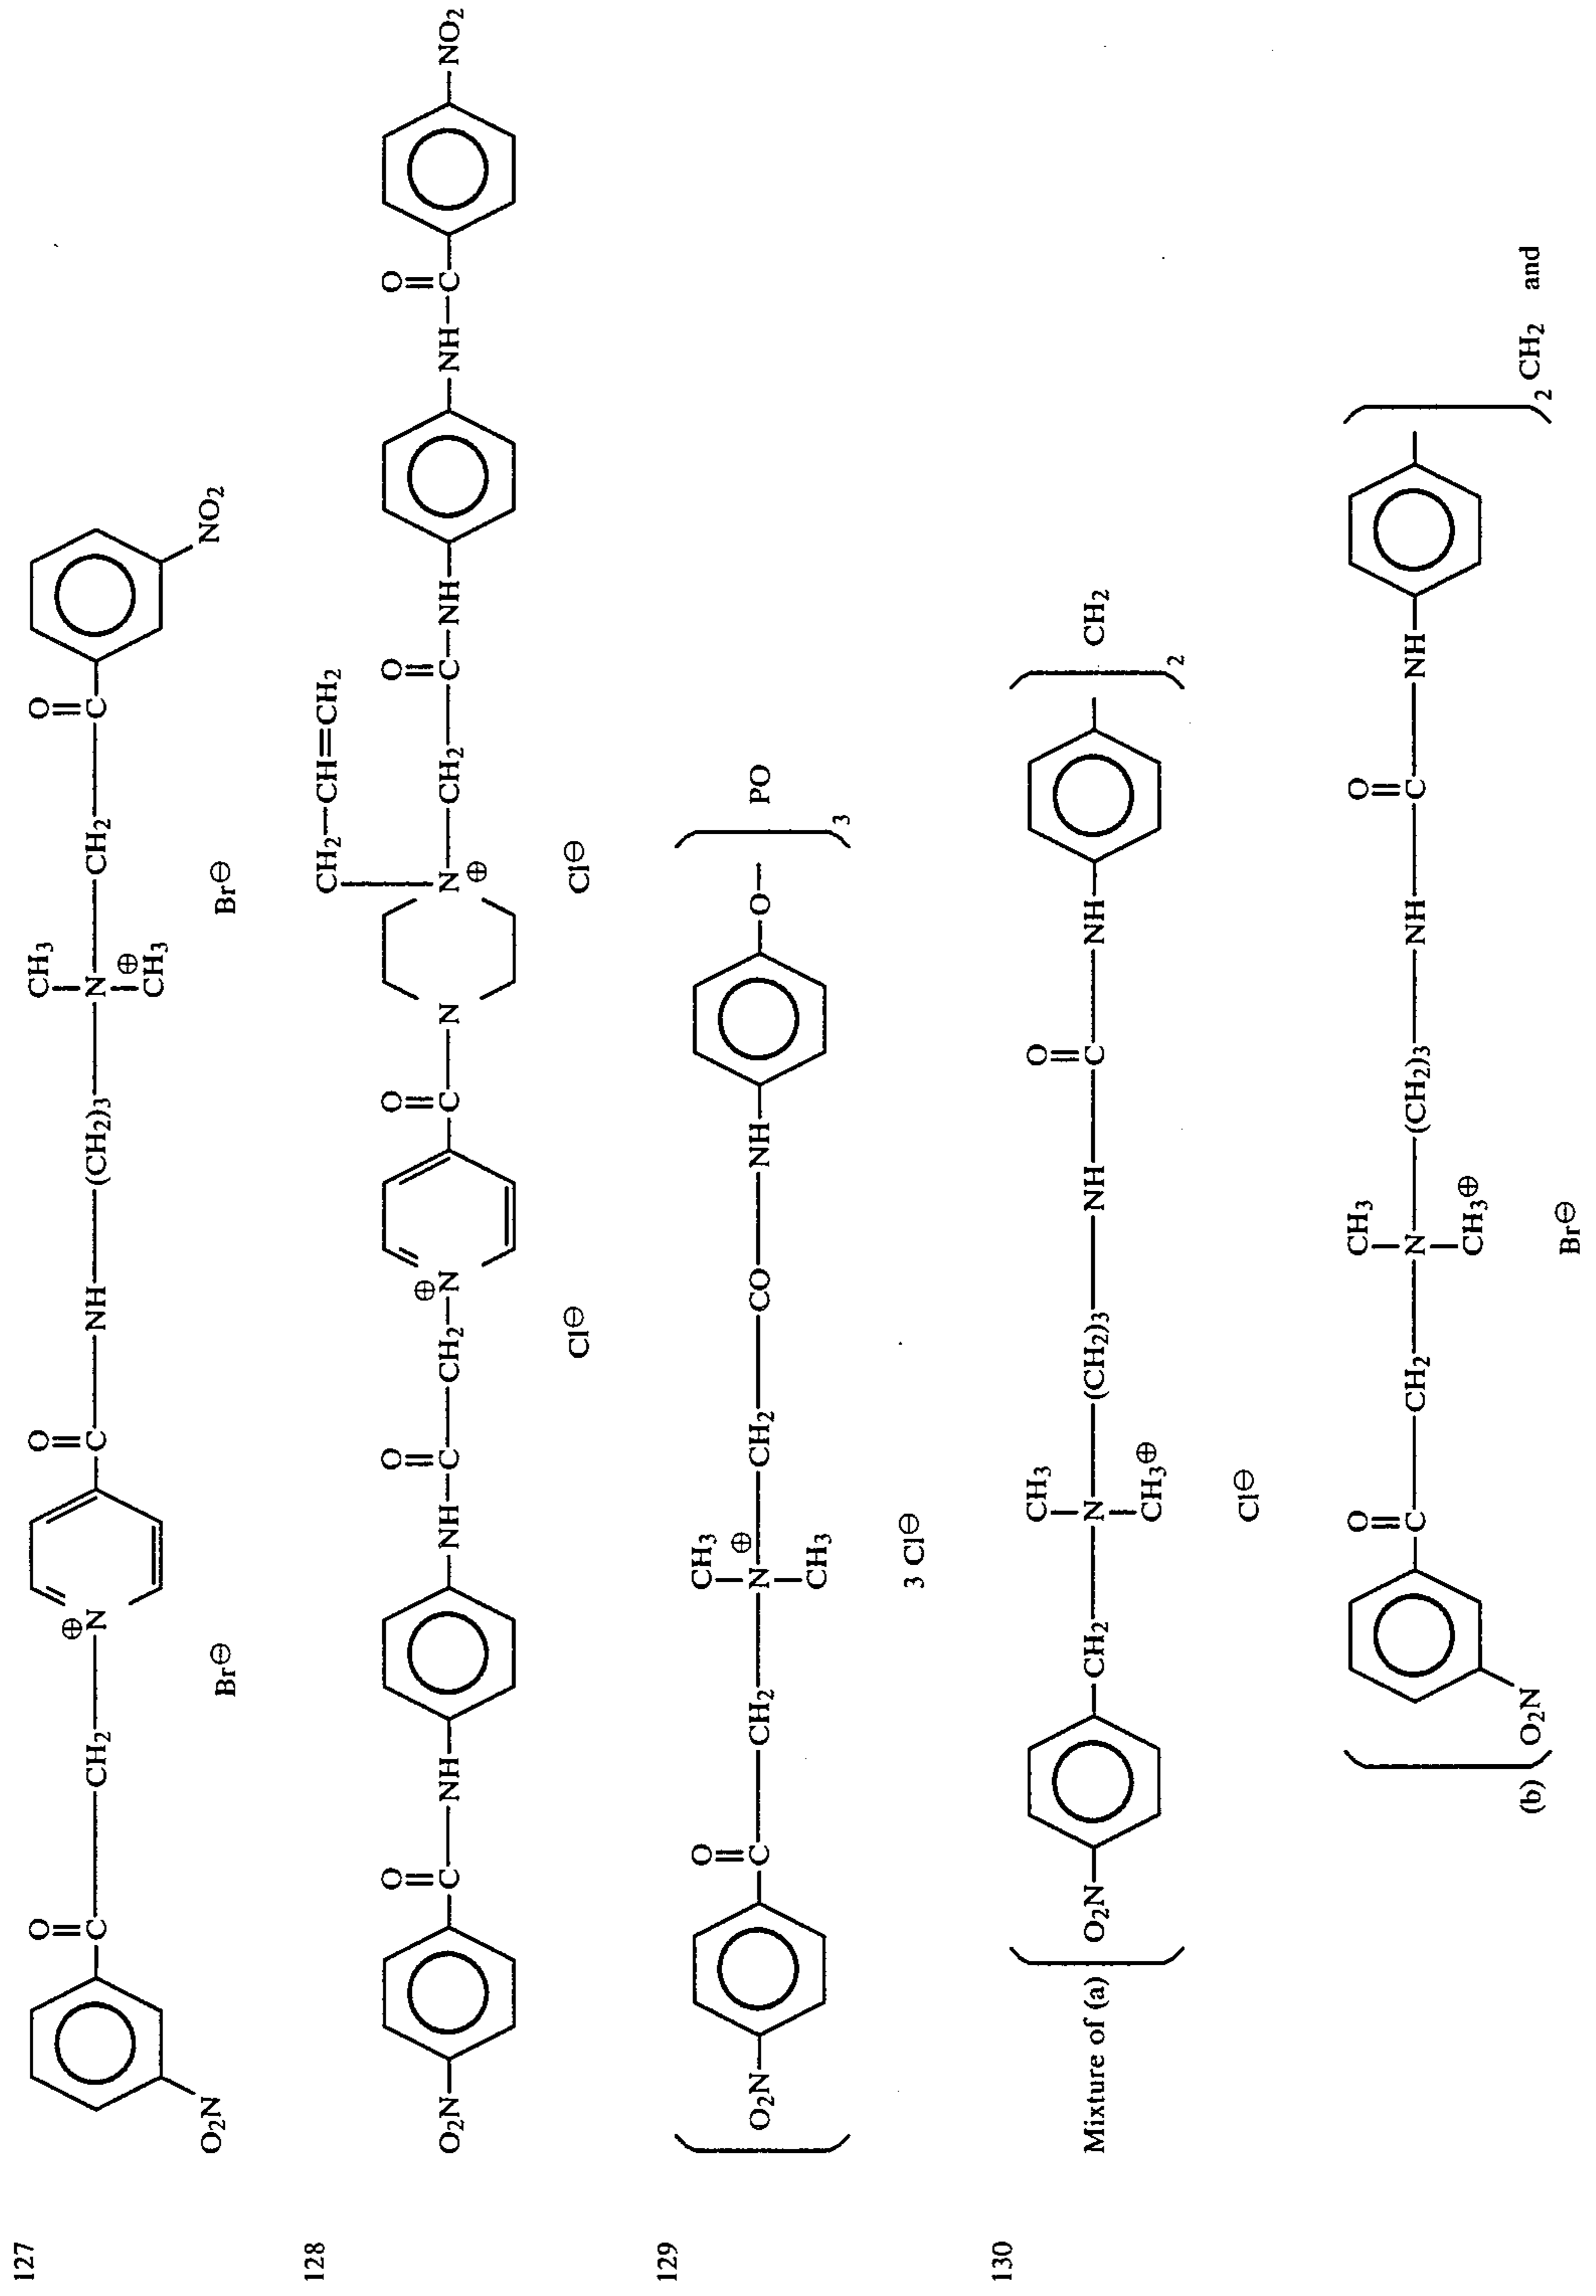 127
O O CH3 O
O2N C CH2 N⊕ C NH (CH2)3 N⊕ CH2 C NO2
CH3
Br⊖ Br⊖
128
CH2—CH=CH2
O O O O O
O2N C NH NH C CH2—N⊕ C N N⊕ CH2 C NH NH C NO2
Cl⊖ Cl⊖
129
O CH3
O2N C CH2 N⊕ CH2 CO NH O PO
CH3 3
3 Cl⊖
130
CH3 O
Mixture of (a) O2N CH2 N (CH2)3 NH C NH CH2
CH3⊕ 2
Cl⊖
O CH3 O
C CH2 N (CH2)3 NH C NH
(b) O2N CH3⊕ 2 CH2 and
Br⊖